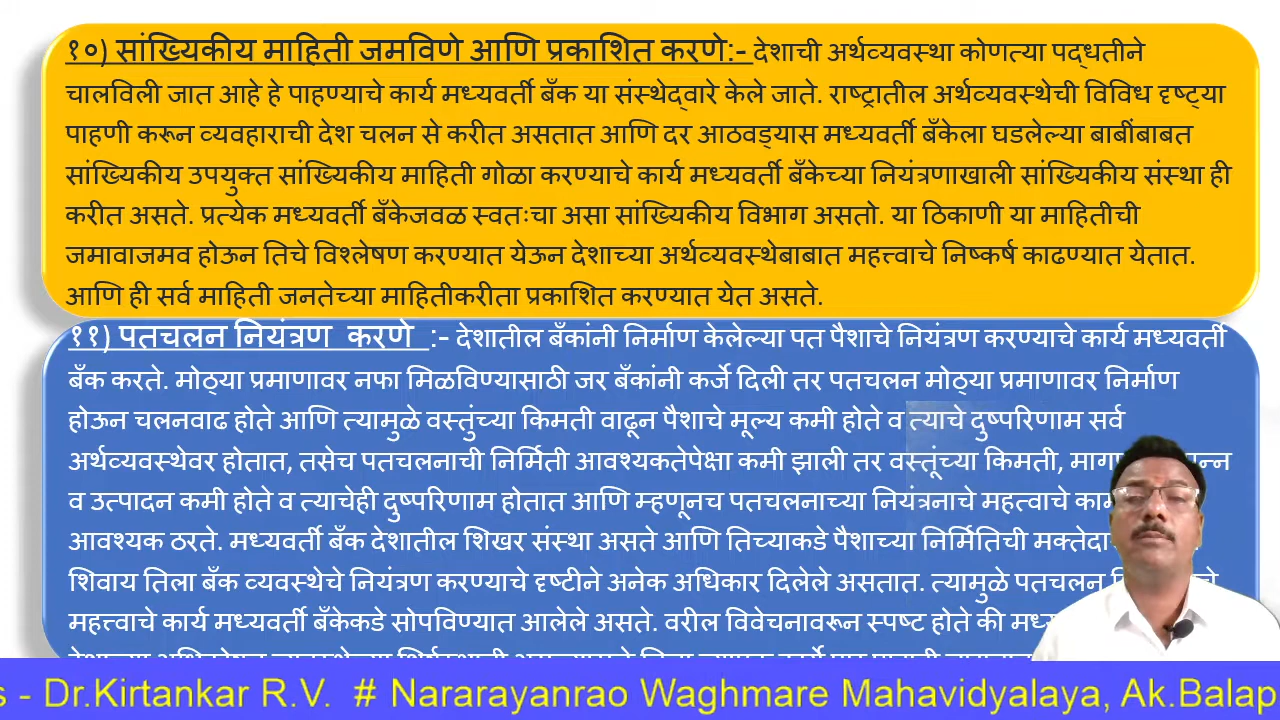 १०) सांख्यिकीय माहिती जमविणे आणि प्रकाशित करणे:- देशाची अर्थव्यवस्था कोणत्या पद्धतीने
चालविली जात आहे हे पाहण्याचे कार्य मध्यवर्ती बँक या संस्थेद्वारे केले जाते. राष्ट्रातील अर्थव्यवस्थेची विविध दृष्ट्या
पाहणी करून व्यवहाराची देश चलन से करीत असतात आणि दर आठवड्यास मध्यवर्ती बँकेला घडलेल्या बाबींबाबत
सांख्यिकीय उपयुक्त सांख्यिकीय माहिती गोळा करण्याचे कार्य मध्यवर्ती बँकेच्या नियंत्रणाखाली सांख्यिकीय संस्था ही
करीत असते. प्रत्येक मध्यवर्ती बँकेजवळ स्वतःचा असा सांख्यिकीय विभाग असतो. या ठिकाणी या माहितीची
जमावाजमव होऊन तिचे विश्लेषण करण्यात येऊन देशाच्या अर्थव्यवस्थेबाबात महत्त्वाचे निष्कर्ष काढण्यात येतात.
आणि ही सर्व माहिती जनतेच्या माहितीकरीता प्रकाशित करण्यात येत असते.
११) पतचलन नियंत्रण करणे :- देशातील बँकांनी निर्माण केलेल्या पत पैशाचे नियंत्रण करण्याचे कार्य मध्यवर्ती
बँक करते. मोठ्या प्रमाणावर नफा मिळविण्यासाठी जर बँकांनी कर्जे दिली तर पतचलन मोठ्या प्रमाणावर निर्माण
होऊन चलनवाढ होते आणि त्यामुळे वस्तुंच्या किमती वाढून पैशाचे मूल्य कमी होते व त्याचे दुष्परिणाम सर्व
अर्थव्यवस्थेवर होतात, तसेच पतचलनाची निर्मिती आवश्यकतेपेक्षा कमी झाली तर वस्तूंच्या किमती,
व उत्पादन कमी होते व त्याचेही दुष्परिणाम होतात आणि म्हणूनच पतचलनाच्या नियंत्रनाचे महत्वाचे
आवश्यक ठरते. मध्यवर्ती बँक देशातील शिखर संस्था असते आणि तिच्याकडे पैशाच्या निर्मितिची
शिवाय तिला बँक व्यवस्थेचे नियंत्रण करण्याचे दृष्टीने अनेक अधिकार दिलेले असतात. त्यामुळे पतचलन
महत्त्वाचे कार्य मध्यवर्ती बँकेकडे सोपविण्यात आलेले असते. वरील विवेचनावरून स्पष्ट होते की
- Dr.Kirtankar R.V. # Nararayanrao Waghmare Mahavidyalaya, Ak.Balap